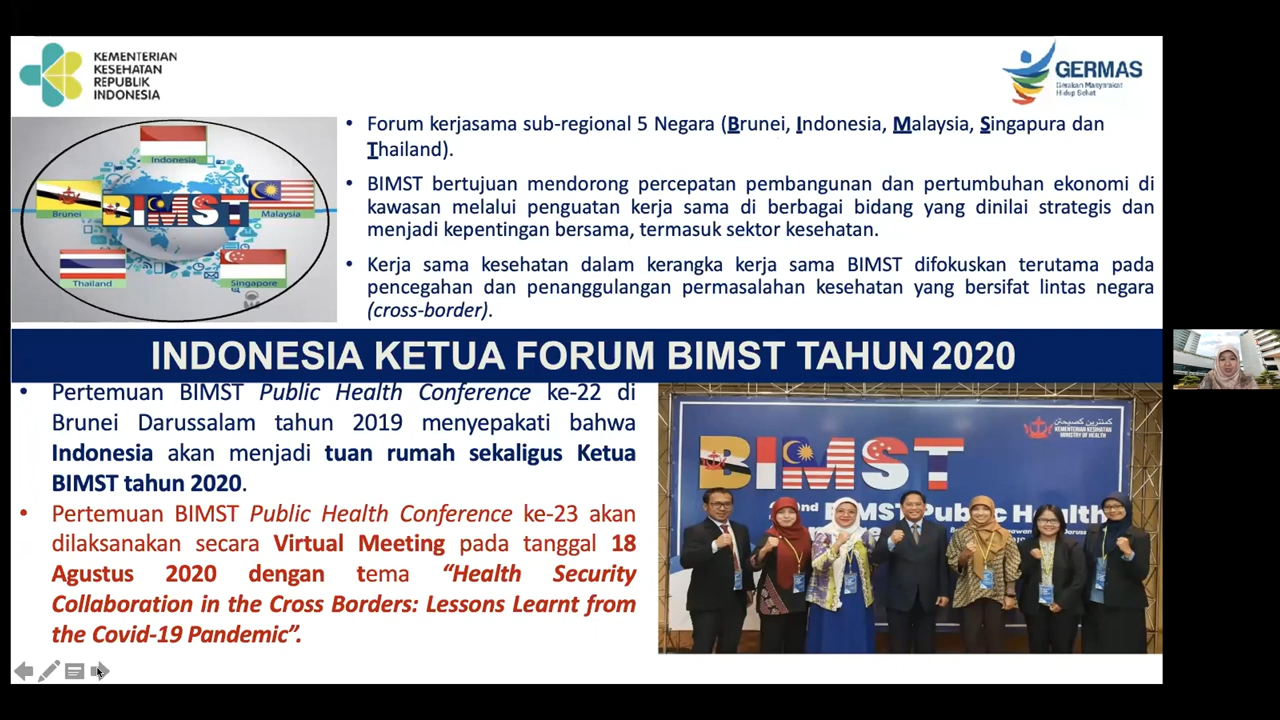 KEMENTERIAN
KESEHATAN
REPUBLIK
INDONESIA
GERMAS
Gerakan Masyarakat
Hidup Sehat
Indonesia
Brunei
BIMST
Malaysia
Thailand
Singapore
• Forum kerjasama sub-regional 5 Negara (Brunei, Indonesia, Malaysia, Singapura dan
Thailand).
• BIMST bertujuan mendorong percepatan pembangunan dan pertumbuhan ekonomi di
kawasan melalui penguatan kerja sama di berbagai bidang yang dinilai strategis dan
menjadi kepentingan bersama, termasuk sektor kesehatan.
• Kerja sama kesehatan dalam kerangka kerja sama BIMST difokuskan terutama pada
pencegahan dan penanggulangan permasalahan kesehatan yang bersifat lintas negara
(cross-border).
INDONESIA KETUA FORUM BIMST TAHUN 2020
• Pertemuan BIMST Public Health Conference ke-22 di
Brunei Darussalam tahun 2019 menyepakati bahwa
Indonesia akan menjadi tuan rumah sekaligus Ketua
BIMST tahun 2020.
• Pertemuan BIMST Public Health Conference ke-23 akan
dilaksanakan secara Virtual Meeting pada tanggal 18
Agustus 2020 dengan tema “Health Security
Collaboration in the Cross Borders: Lessons Learnt from
the Covid-19 Pandemic”.
KEMENTERIAN KESIHATAN
MINISTRY OF HEALTH
BIMST
BIMST Public Health